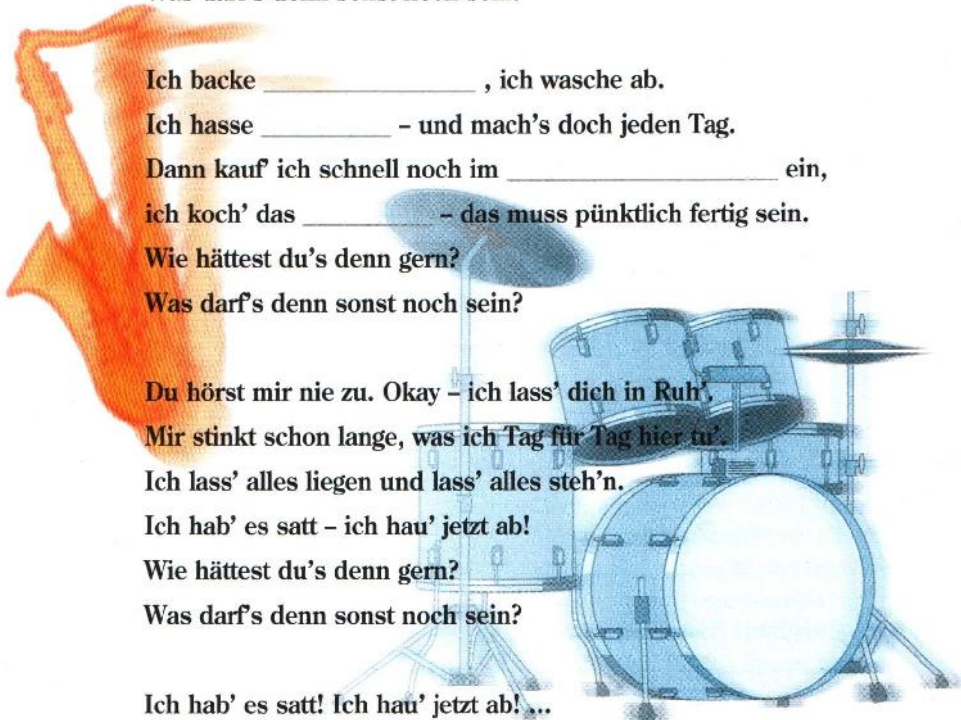 Ich backe ____________________ , ich wasche ab.
Ich hasse ____________ – und mach's doch jeden Tag.
Dann kauf' ich schnell noch im __________________________ ein,
ich koch' das ____________ – das muss pünktlich fertig sein.
Wie hättest du's denn gern?
Was darf's denn sonst noch sein?
Du hörst mir nie zu. Okay – ich lass' dich in Ruh'.
Mir stinkt schon lange, was ich Tag für Tag hier tu'.
Ich lass' alles liegen und lass' alles steh'n.
Ich hab' es satt – ich hau' jetzt ab!
Wie hättest du's denn gern?
Was darf's denn sonst noch sein?
Ich hab' es satt! Ich hau' jetzt ab! ...